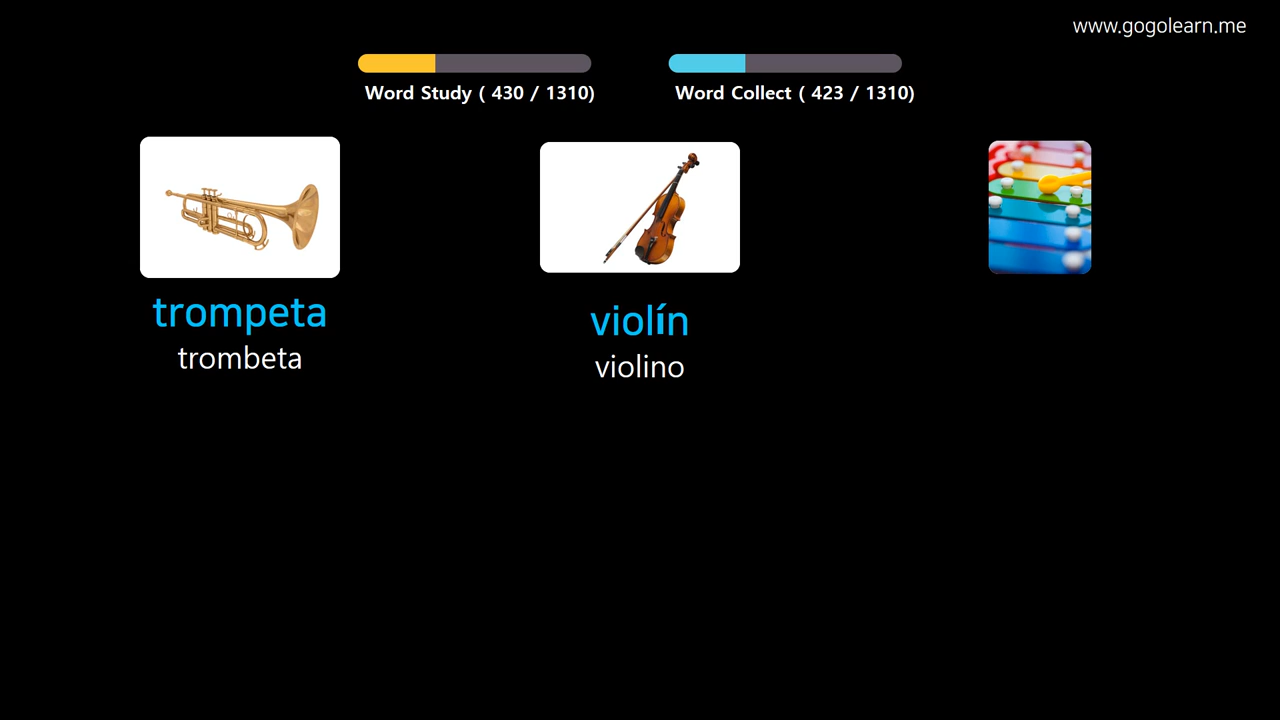 www.gogolearn.me
Word Study ( 430 / 1310)
Word Collect ( 423 / 1310)
trompeta
trombeta
violín
violino